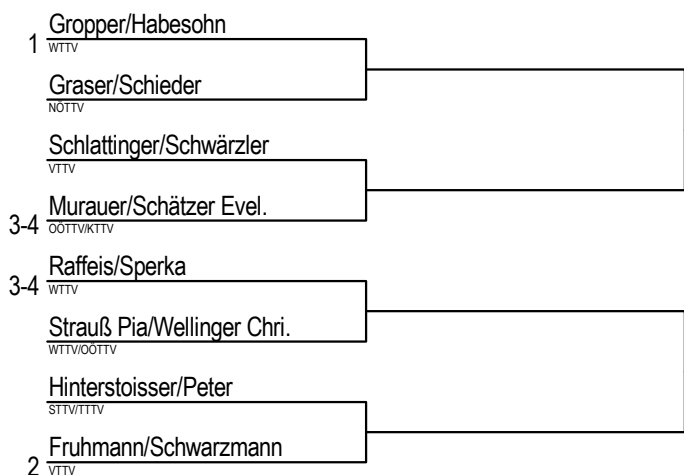 Gropper/Habesohn
1 WTTV
Graser/Schieder
NÖTTV
Schlattinger/Schwärzler
VTTV
Murauer/Schätzer Evel.
3-4 OÖTTV/KTTV
Raffeis/Sperka
3-4 WTTV
Strauß Pia/Wellinger Chri.
WTTV/OÖTTV
Hinterstoisser/Peter
STTV/TTTV
Fruhmann/Schwarzmann
2 VTTV